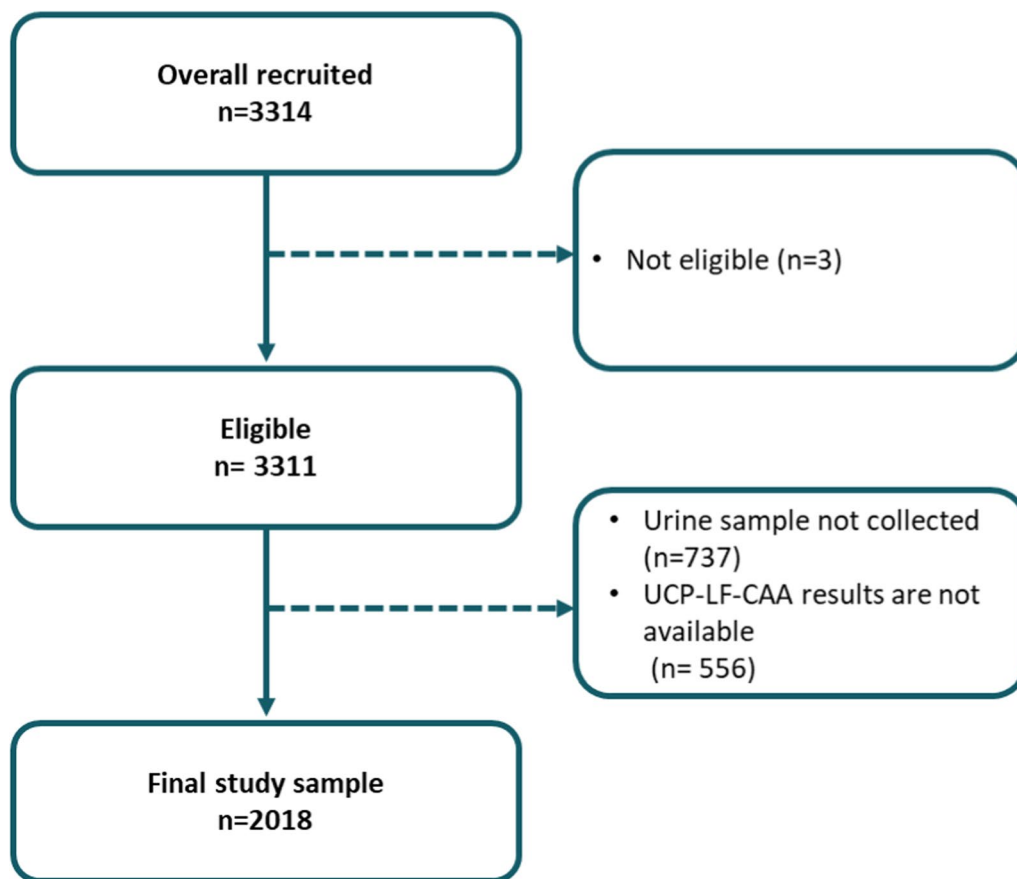 Overall recruited
n=3314
• Not eligible (n=3)
Eligible
n= 3311
• Urine sample not collected
(n=737)
• UCP-LF-CAA results are not
available
(n= 556)
Final study sample
n=2018